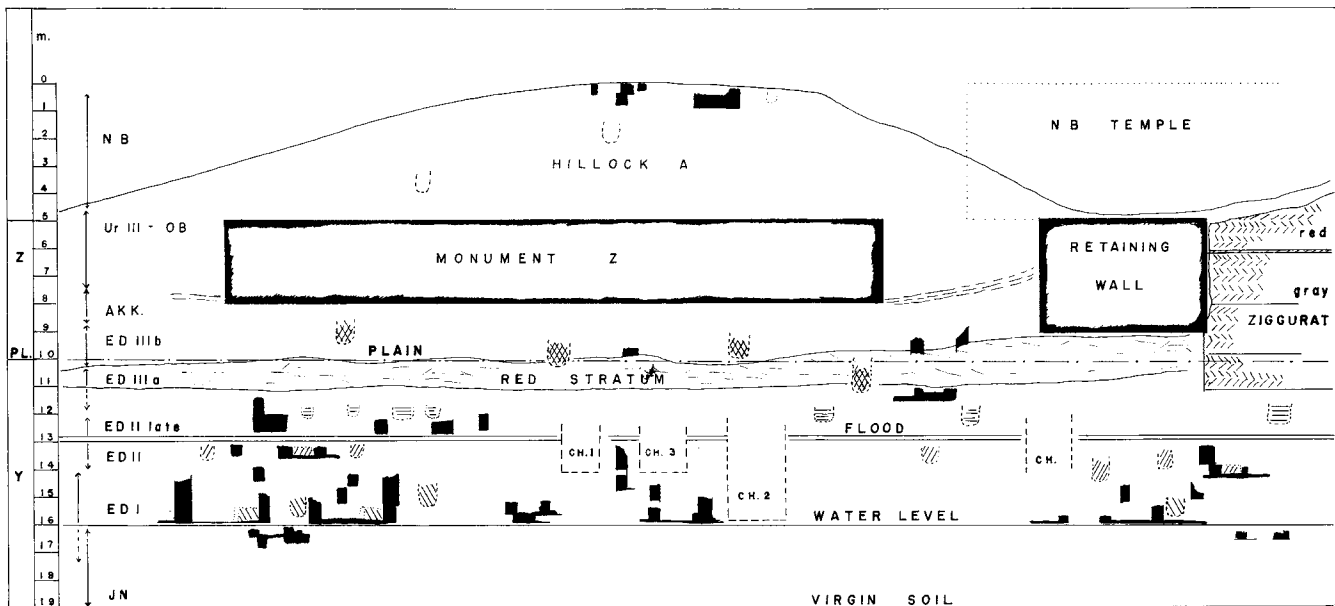 m.
0
1
2
3
4
5
6
7
8
9
10
11
12
13
14
15
16
17
18
19
Z
PL.
Y
NB
Ur III - OB
AKK.
ED IIIb
ED IIIa
ED II late
ED II
ED I
JN
HILLOCK A
NB TEMPLE
MONUMENT Z
RETAINING
WALL
red
gray
ZIGGURAT
PLAIN
RED STRATUM
FLOOD
CH.1
CH. 3
CH. 2
CH.
WATER LEVEL
VIRGIN SOIL